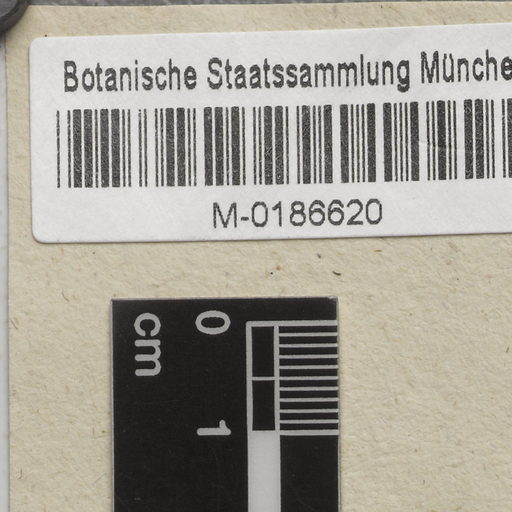 Botanische Staatssammlung Münche
M-0186620
cm
0
1